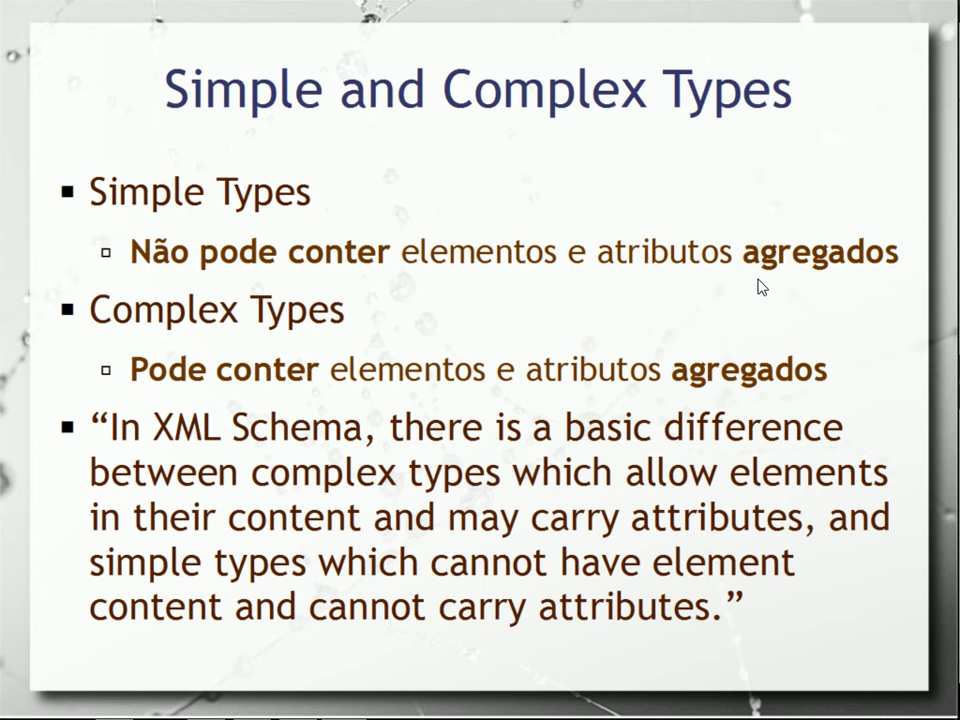 Simple and Complex Types
▪ Simple Types
▫ Não pode conter elementos e atributos agregados
▪ Complex Types
▫ Pode conter elementos e atributos agregados
▪ “In XML Schema, there is a basic difference
between complex types which allow elements
in their content and may carry attributes, and
simple types which cannot have element
content and cannot carry attributes.”